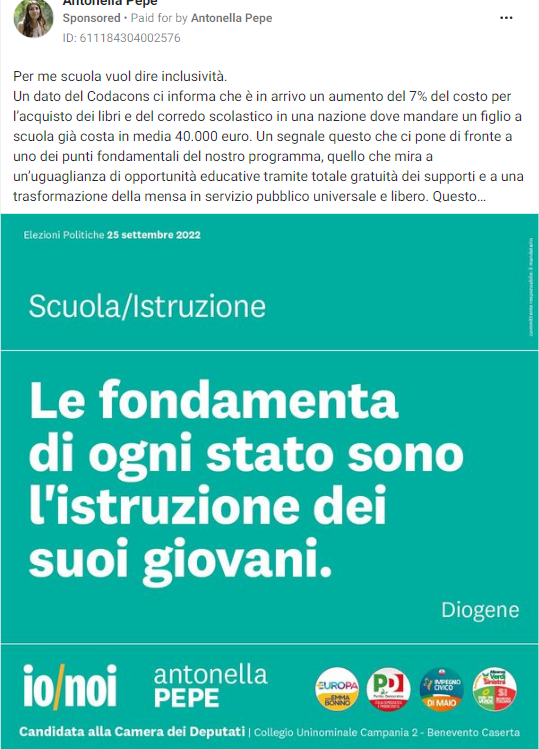 Antonella Pepe
Sponsored • Paid for by Antonella Pepe
ID: 611184304002576
Per me scuola vuol dire inclusività.
Un dato del Codacons ci informa che è in arrivo un aumento del 7% del costo per
l'acquisto dei libri e del corredo scolastico in una nazione dove mandare un figlio a
scuola già costa in media 40.000 euro. Un segnale questo che ci pone di fronte a
uno dei punti fondamentali del nostro programma, quello che mira a
un'uguaglianza di opportunità educative tramite totale gratuità dei supporti e a una
trasformazione della mensa in servizio pubblico universale e libero. Questo...
Elezioni Politiche 25 settembre 2022
Scuola/Istruzione
Le fondamenta
di ogni stato sono
l'istruzione dei
suoi giovani.
Diogene
io/noi
antonella
PEPE
EUROPA
EMMA
BONINO
PD
IMPEGNO
CIVICO
DI MAIO
Verdi
Sinistra
SI
Candidata alla Camera dei Deputati | Collegio Uninominale Campania 2 - Benevento Caserta